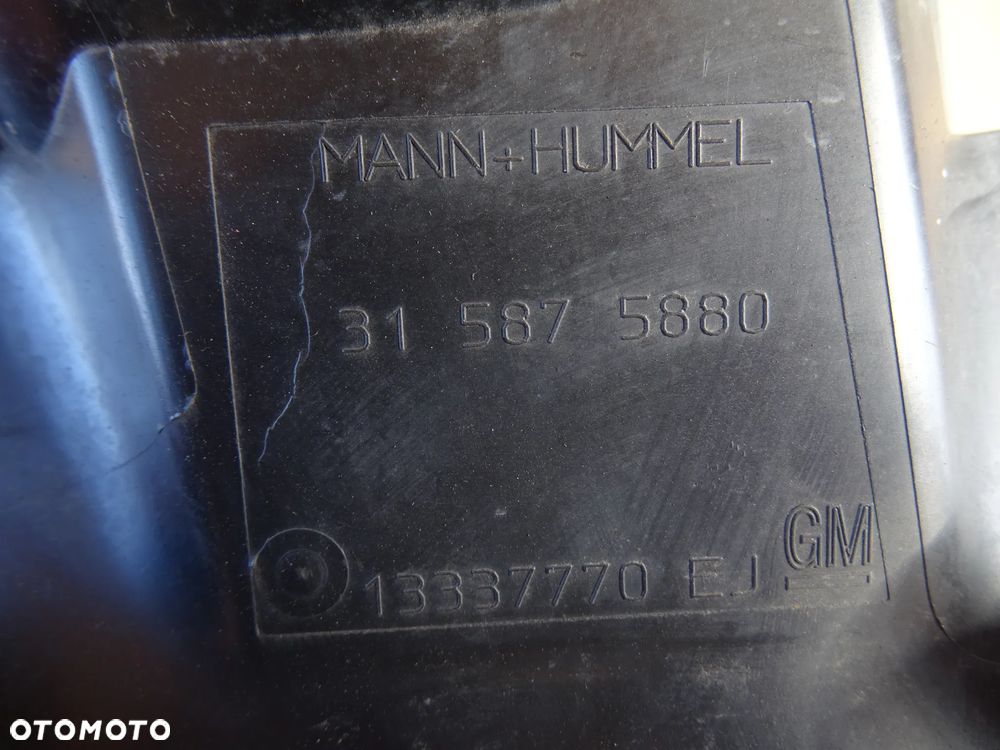 MANN+HUMMEL
31 587 5880
GM
13337770 EJ
OTOMOTO